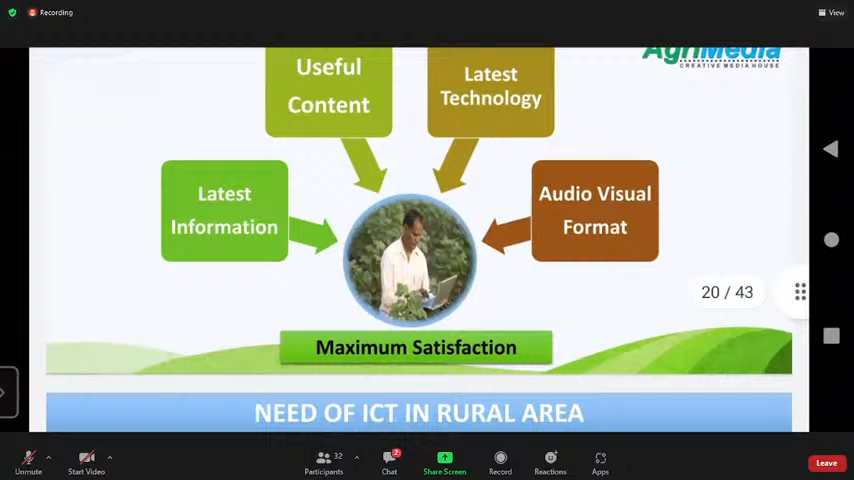 Recording
View
AgriMedia
CREATIVE MEDIA HOUSE
Useful
Content
Latest
Technology
Latest
Information
Audio Visual
Format
20 / 43
Maximum Satisfaction
NEED OF ICT IN RURAL AREA
Unmute
Start Video
32
Participants
2
Chat
Share Screen
Record
Reactions
Apps
Leave